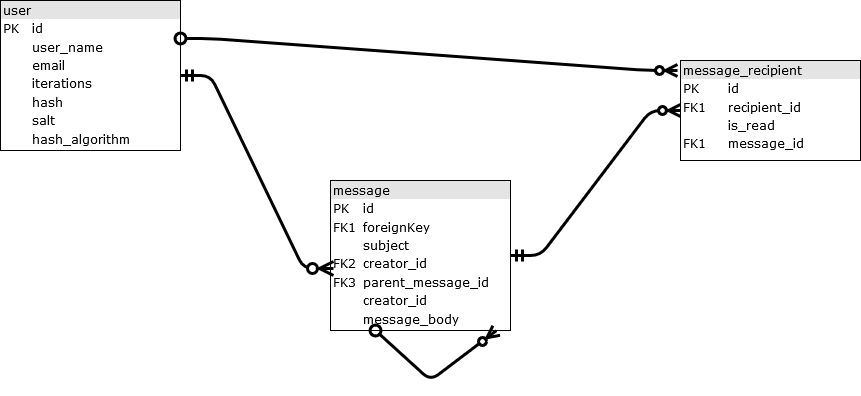 user
PK id
user_name
email
iterations
hash
salt
hash_algorithm
message_recipient
PK id
FK1 recipient_id
is_read
FK1 message_id
message
PK id
FK1 foreignKey
subject
FK2 creator_id
FK3 parent_message_id
creator_id
message_body